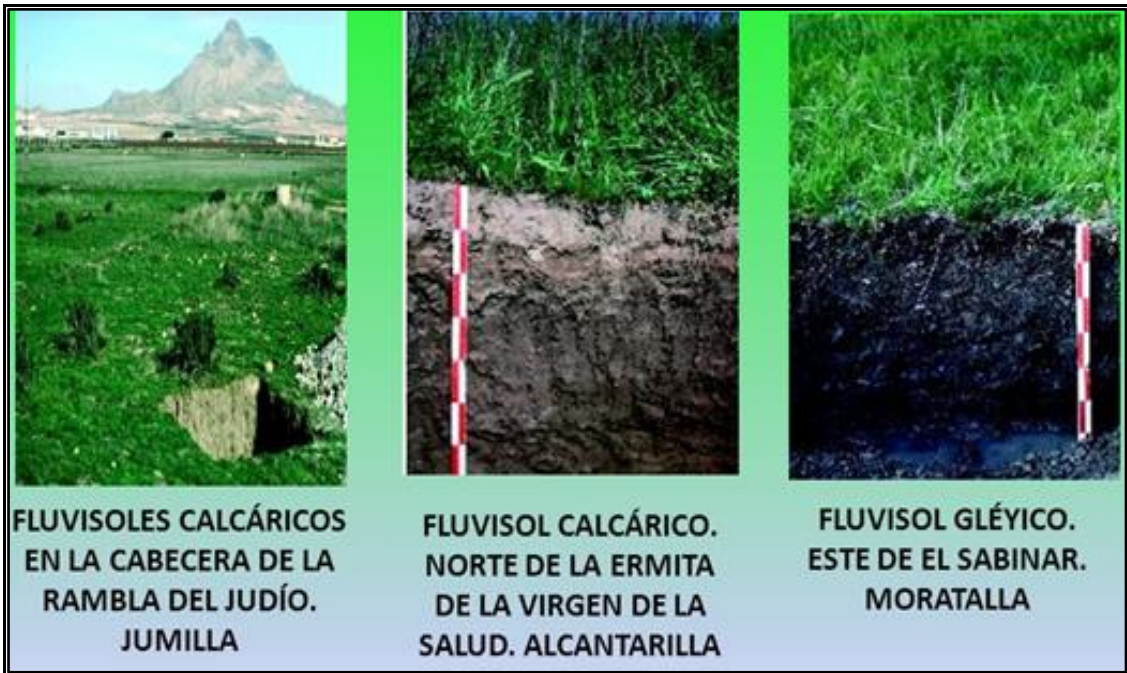 FLUVISOLES CALCÁRICOS
EN LA CABECERA DE LA
RAMBLA DEL JUDÍO.
JUMILLA
FLUVISOL CALCÁRICO.
NORTE DE LA ERMITA
DE LA VIRGEN DE LA
SALUD. ALCANTARILLA
FLUVISOL GLÉYICO.
ESTE DE EL SABINAR.
MORATALLA